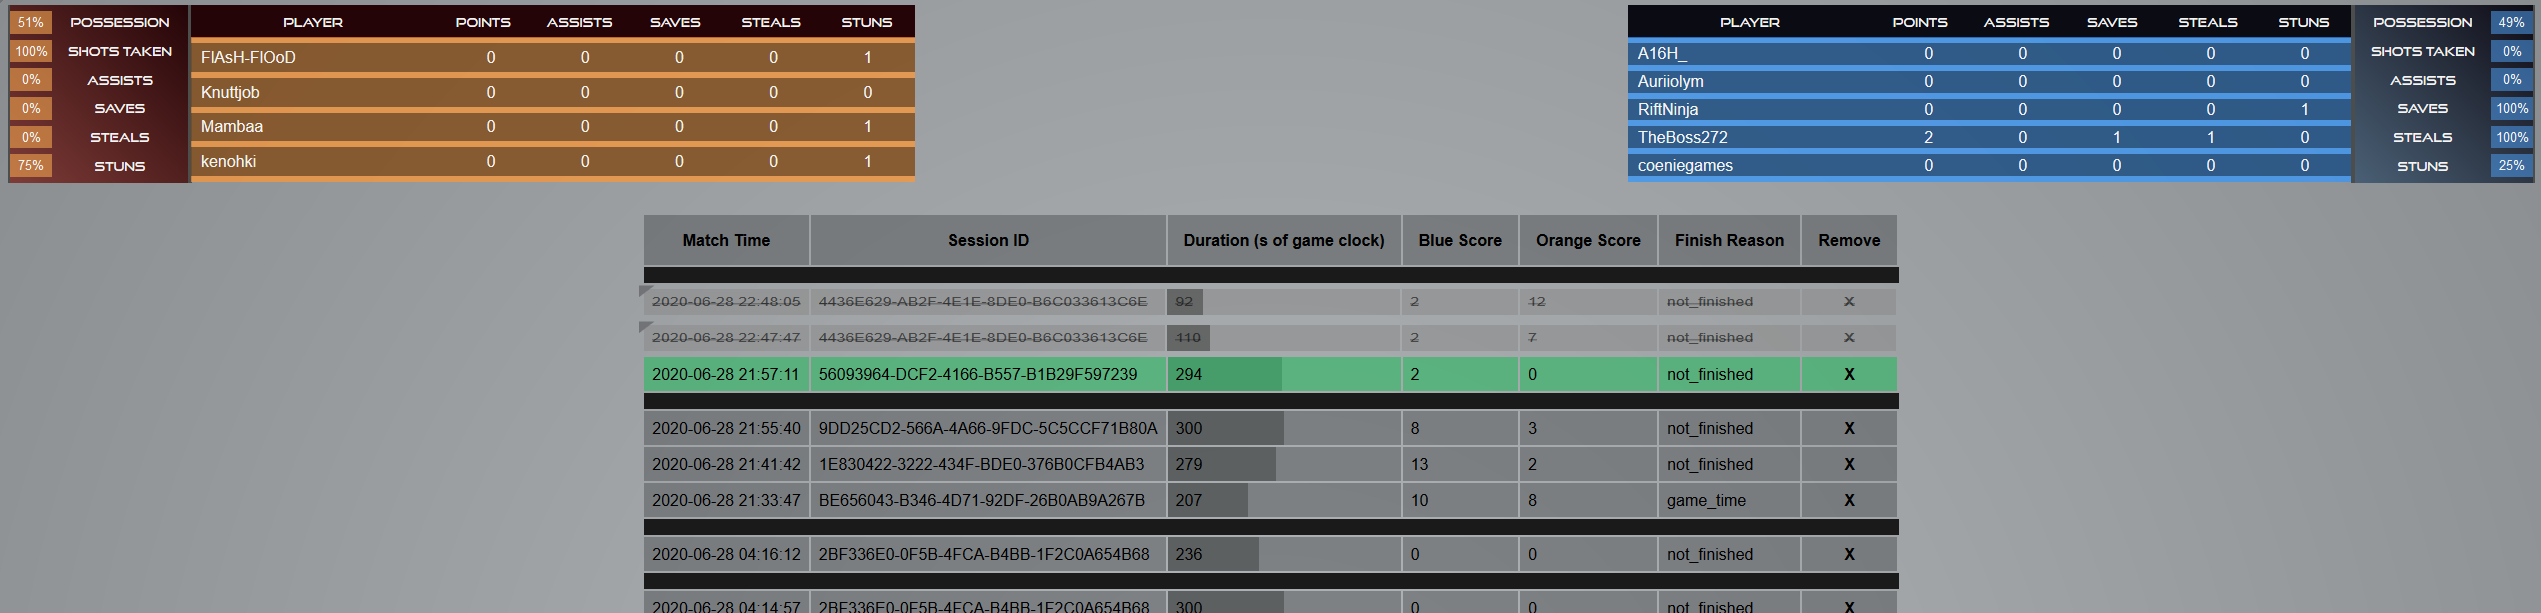 51% POSSESSION
100% SHOTS TAKEN
0% ASSISTS
0% SAVES
0% STEALS
75% STUNS
PLAYER POINTS ASSISTS SAVES STEALS STUNS
FlAsH-FlOoD 0 0 0 0 1
Knuttjob 0 0 0 0 0
Mambaa 0 0 0 0 1
kenohki 0 0 0 0 1
PLAYER POINTS ASSISTS SAVES STEALS STUNS
A16H_ 0 0 0 0 0
Auriiolym 0 0 0 0 0
RiftNinja 0 0 0 0 1
TheBoss272 2 0 1 1 0
coeniegames 0 0 0 0 0
POSSESSION 49%
SHOTS TAKEN 0%
ASSISTS 0%
SAVES 100%
STEALS 100%
STUNS 25%
Match Time Session ID Duration (s of game clock) Blue Score Orange Score Finish Reason Remove
2020-06-28 22:48:05 4436E629-AB2F-4E1E-8DE0-B6C033613C6E 92 2 12 not_finished X
2020-06-28 22:47:47 4436E629-AB2F-4E1E-8DE0-B6C033613C6E 110 2 7 not_finished X
2020-06-28 21:57:11 56093964-DCF2-4166-B557-B1B29F597239 294 2 0 not_finished X
2020-06-28 21:55:40 9DD25CD2-566A-4A66-9FDC-5C5CCF71B80A 300 8 3 not_finished X
2020-06-28 21:41:42 1E830422-3222-434F-BDE0-376B0CFB4AB3 279 13 2 not_finished X
2020-06-28 21:33:47 BE656043-B346-4D71-92DF-26B0AB9A267B 207 10 8 game_time X
2020-06-28 04:16:12 2BF336E0-0F5B-4FCA-B4BB-1F2C0A654B68 236 0 0 not_finished X
2020-06-28 04:14:57 2BF336E0-0F5B-4FCA-B4BB-1F2C0A654B68 300 0 0 not_finished X